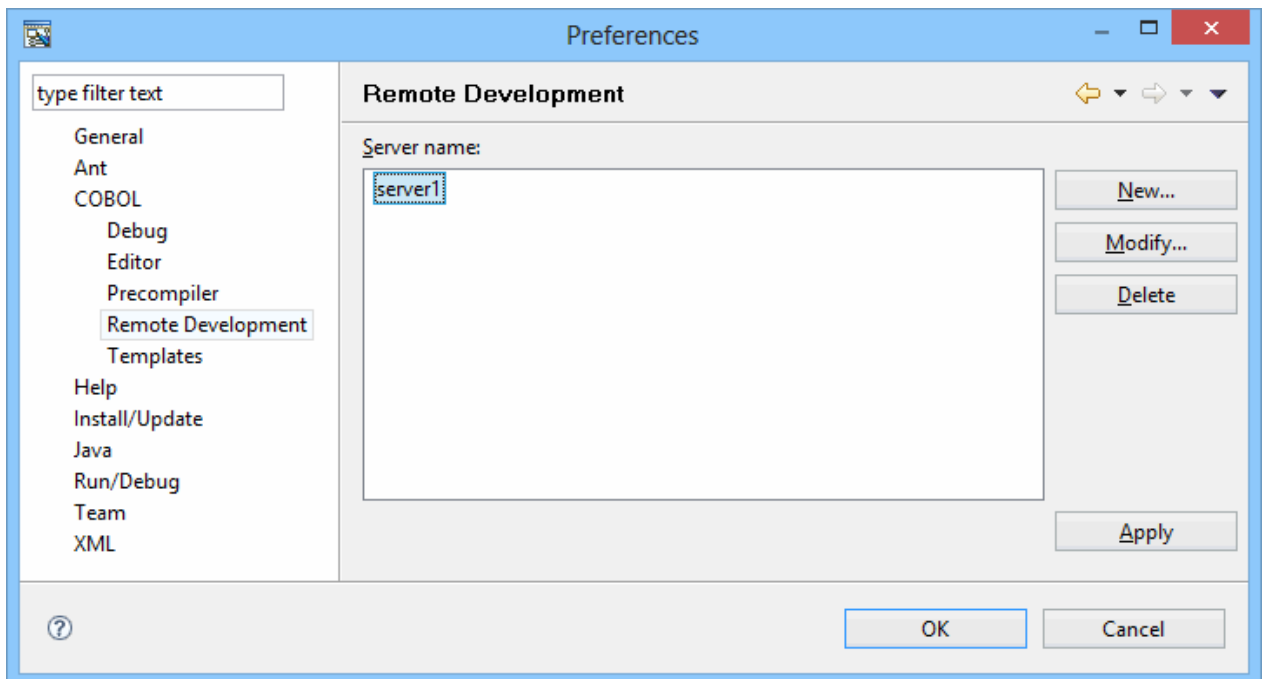 Preferences
type filter text
General
Ant
COBOL
Debug
Editor
Precompiler
Remote Development
Templates
Help
Install/Update
Java
Run/Debug
Team
XML
Remote Development
Server name:
server1
New...
Modify...
Delete
Apply
OK
Cancel